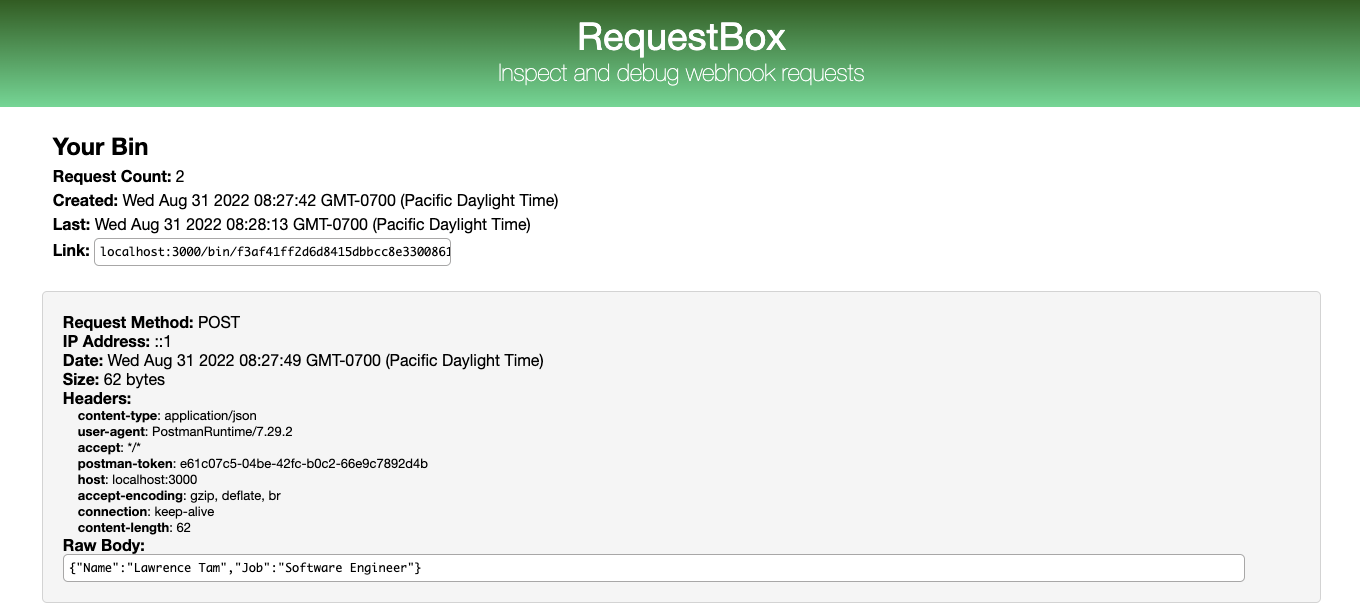 RequestBox
Inspect and debug webhook requests
Your Bin
Request Count: 2
Created: Wed Aug 31 2022 08:27:42 GMT-0700 (Pacific Daylight Time)
Last: Wed Aug 31 2022 08:28:13 GMT-0700 (Pacific Daylight Time)
Link: localhost:3000/bin/f3af41ff2d6d8415dbbcc8e3300861
Request Method: POST
IP Address: ::1
Date: Wed Aug 31 2022 08:27:49 GMT-0700 (Pacific Daylight Time)
Size: 62 bytes
Headers:
content-type: application/json
user-agent: PostmanRuntime/7.29.2
accept: */*
postman-token: e61c07c5-04be-42fc-b0c2-66e9c7892d4b
host: localhost:3000
accept-encoding: gzip, deflate, br
connection: keep-alive
content-length: 62
Raw Body:
{"Name":"Lawrence Tam","Job":"Software Engineer"}